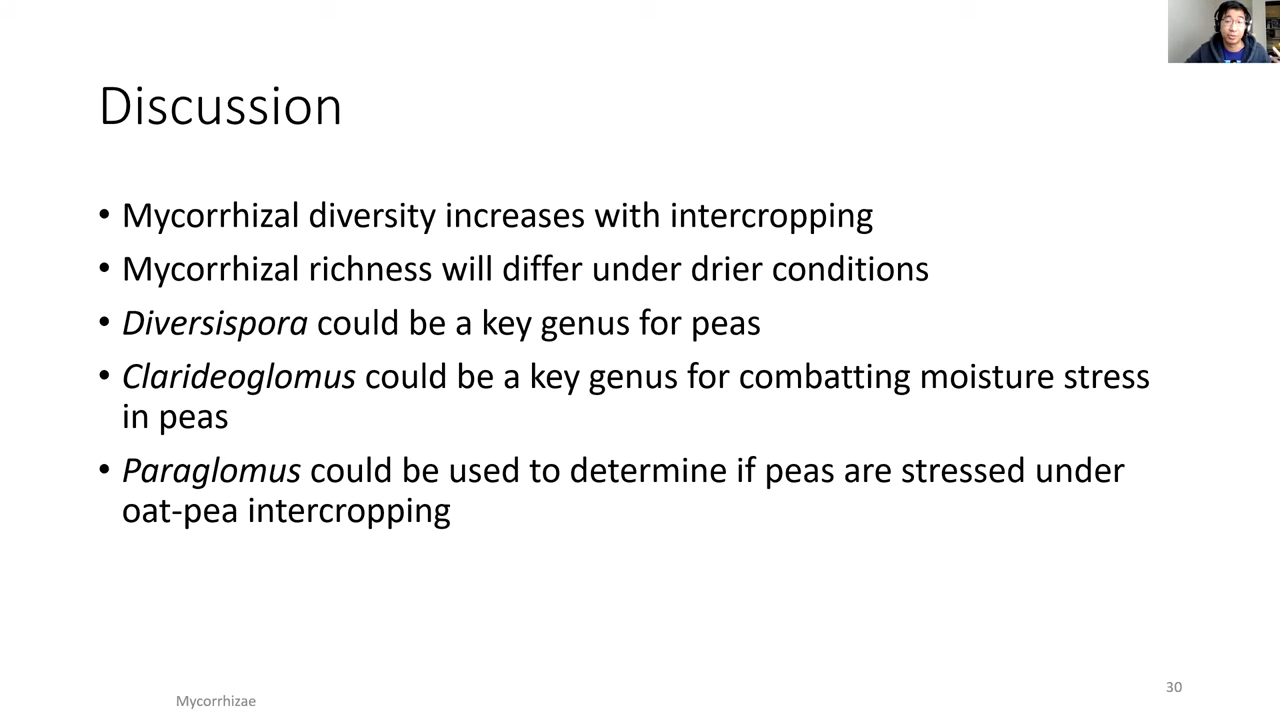 Discussion
• Mycorrhizal diversity increases with intercropping
• Mycorrhizal richness will differ under drier conditions
• Diversispora could be a key genus for peas
• Clarideoglomus could be a key genus for combatting moisture stress
in peas
• Paraglomus could be used to determine if peas are stressed under
oat-pea intercropping
Mycorrhizae
30